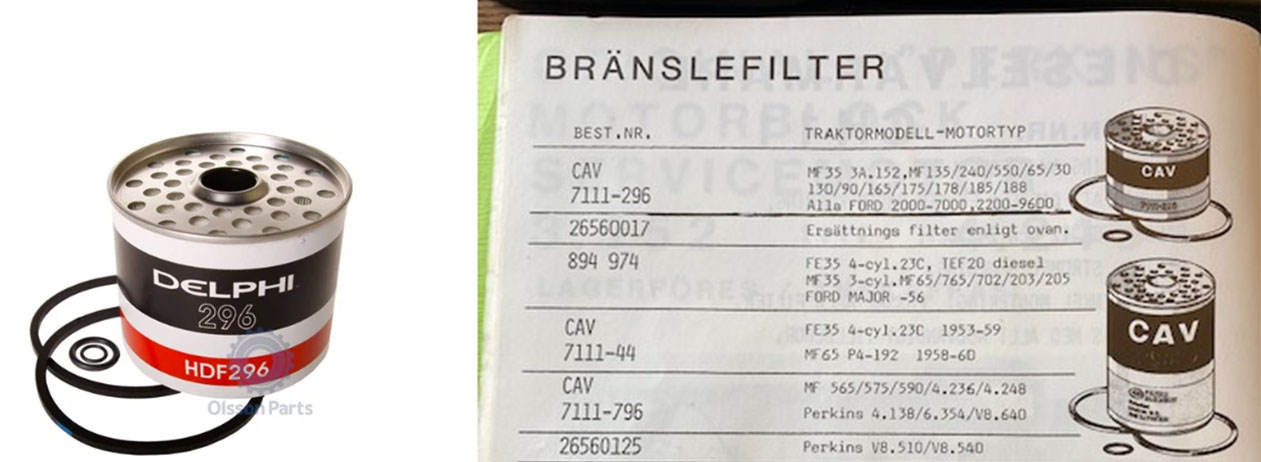 DELPHI
296
HDF296
Olsson Parts
BRÄNSLEFILTER
BEST.NR. TRAKTORMODELL-MOTORTYP
CAV
7111-296
MF35 3A.152,MF135/240/550/65/30
130/90/165/175/178/185/188
Alla FORD 2000-7000,2200-9600
26560017 Ersättnings filter enligt ovan.
894 974
FE35 4-cyl.23C, TEF20 diesel
MF35 3-cyl.MF65/765/702/203/205
FORD MAJOR -56
CAV
7111-44
FE35 4-cyl.23C 1953-59
MF65 P4-192 1958-60
CAV
7111-796
MF 565/575/590/4.236/4.248
Perkins 4.138/6.354/V8.640
26560125 Perkins V8.510/V8.540
CAV
CAV